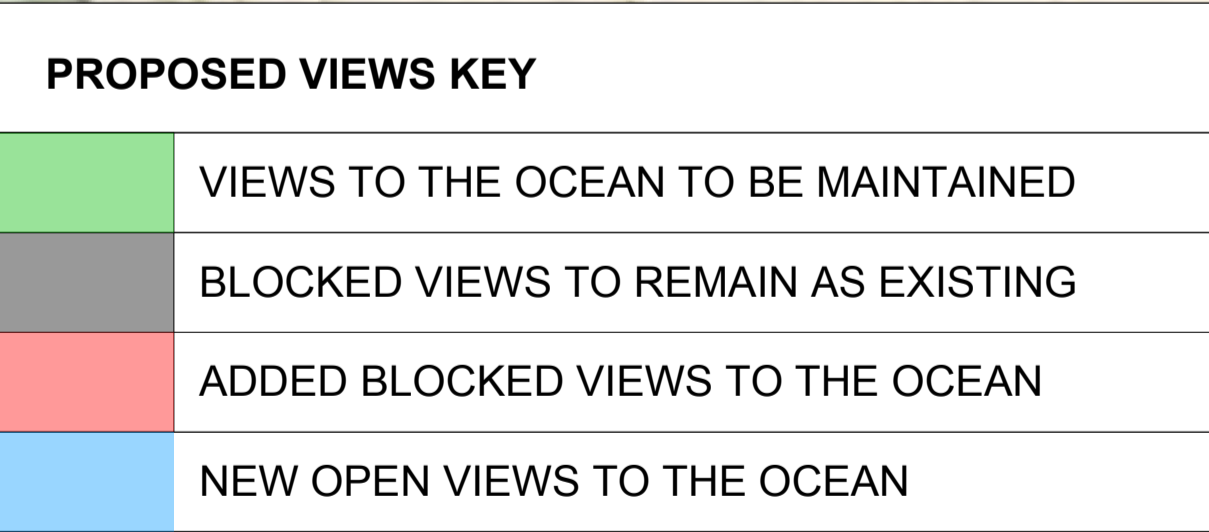 PROPOSED VIEWS KEY
VIEWS TO THE OCEAN TO BE MAINTAINED
BLOCKED VIEWS TO REMAIN AS EXISTING
ADDED BLOCKED VIEWS TO THE OCEAN
NEW OPEN VIEWS TO THE OCEAN